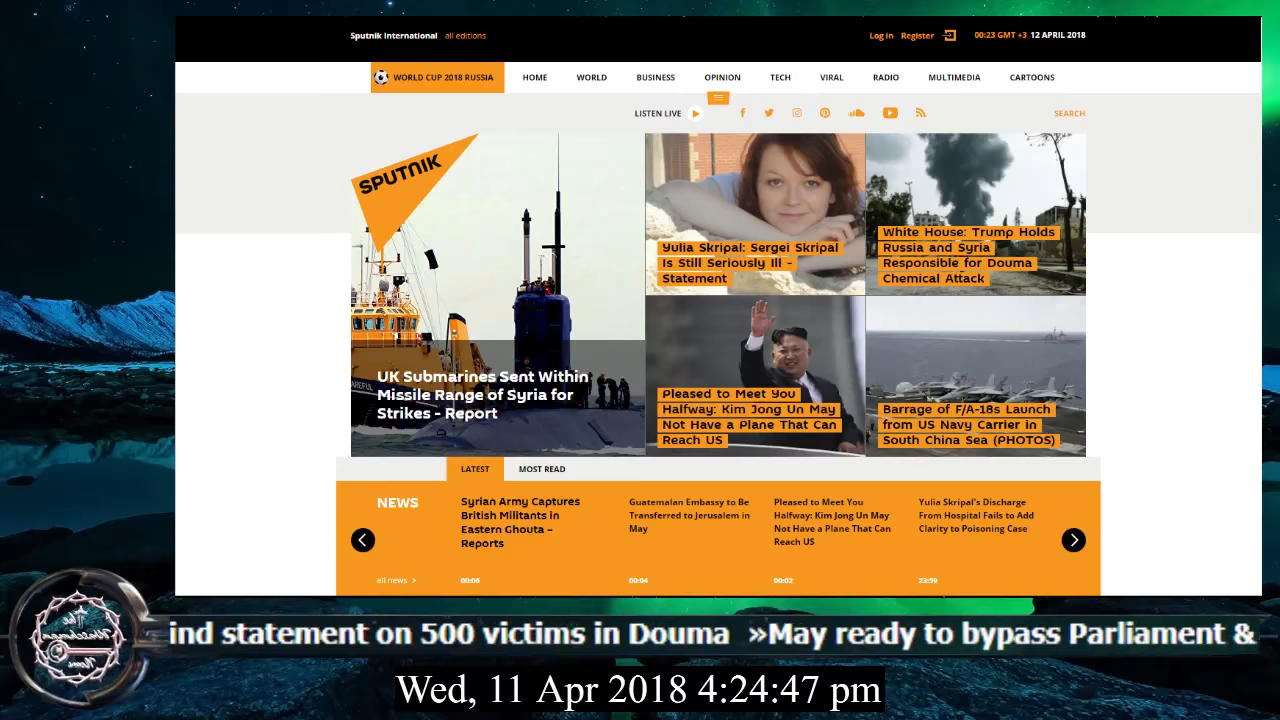 Sputnik International all editions
Log in Register 00:23 GMT +3 12 APRIL 2018
WORLD CUP 2018 RUSSIA HOME WORLD BUSINESS OPINION TECH VIRAL RADIO MULTIMEDIA CARTOONS
LISTEN LIVE SEARCH
SPUTNIK
UK Submarines Sent Within
Missile Range of Syria for
Strikes - Report
Yulia Skripal: Sergei Skripal
Is Still Seriously Ill -
Statement
White House: Trump Holds
Russia and Syria
Responsible for Douma
Chemical Attack
Pleased to Meet You
Halfway: Kim Jong Un May
Not Have a Plane That Can
Reach US
Barrage of F/A-18s Launch
from US Navy Carrier in
South China Sea (PHOTOS)
LATEST MOST READ
NEWS
all news >
Syrian Army Captures
British Militants in
Eastern Ghouta –
Reports
00:06
Guatemalan Embassy to Be
Transferred to Jerusalem in
May
00:04
Pleased to Meet You
Halfway: Kim Jong Un May
Not Have a Plane That Can
Reach US
00:02
Yulia Skripal's Discharge
From Hospital Fails to Add
Clarity to Poisoning Case
23:59
The
Watchman
ind statement on 500 victims in Douma »May ready to bypass Parliament &
Wed, 11 Apr 2018 4:24:47 pm